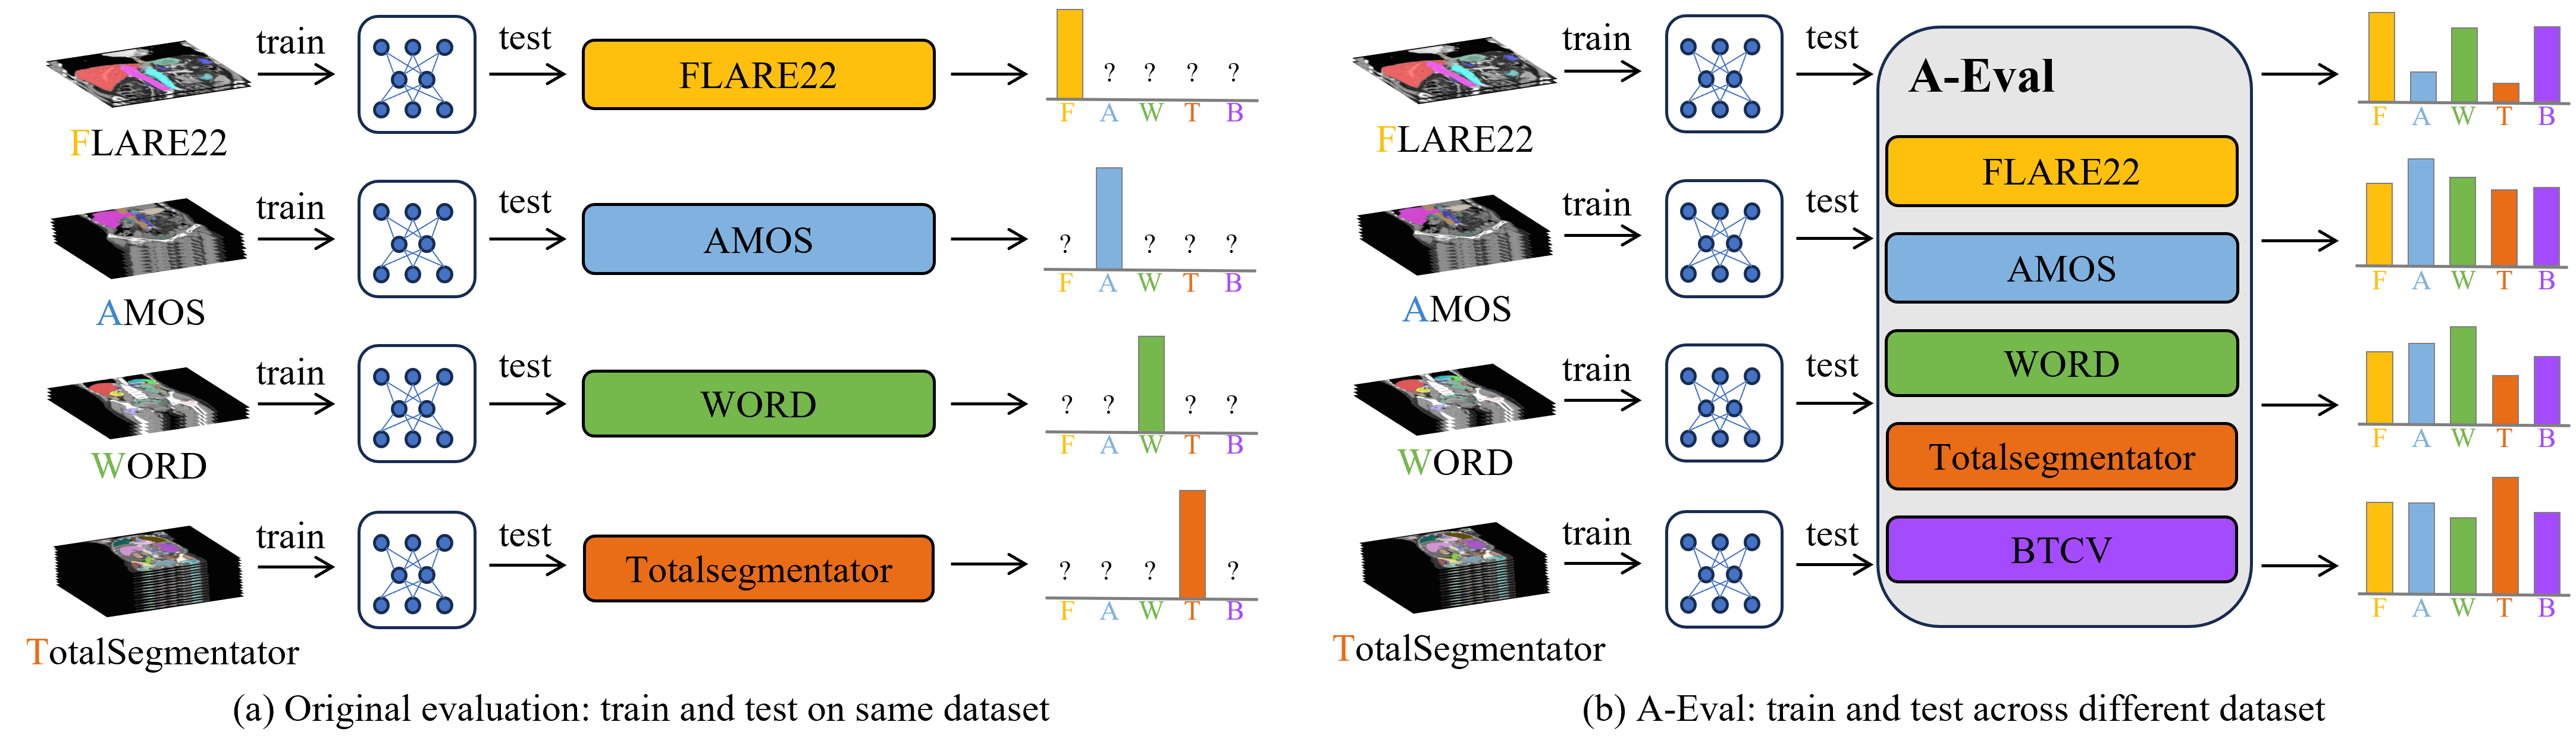 train
test
FLARE22
? ? ? ?
F A W T B
FLARE22
train
test
AMOS
? ? ? ?
F A W T B
AMOS
train
test
WORD
? ? ? ?
F A W T B
WORD
train
test
Totalsegmentator
? ? ? ?
F A W T B
TotalSegmentator
(a) Original evaluation: train and test on same dataset
train
test
FLARE22
train
test
AMOS
train
test
WORD
train
test
TotalSegmentator
A-Eval
FLARE22
AMOS
WORD
Totalsegmentator
BTCV
F A W T B
F A W T B
F A W T B
F A W T B
(b) A-Eval: train and test across different dataset